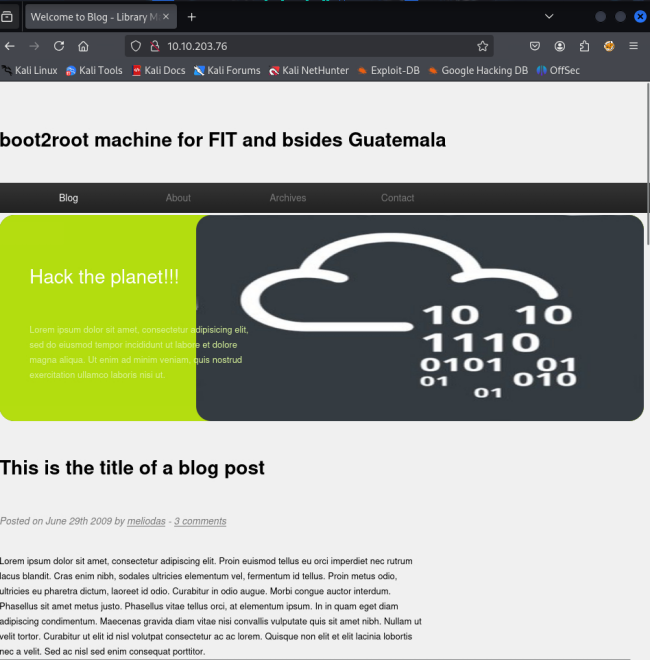 Welcome to Blog - Library M
10.10.203.76
Kali Linux Kali Tools Kali Docs Kali Forums Kali NetHunter Exploit-DB Google Hacking DB OffSec
boot2root machine for FIT and bsides Guatemala
Blog About Archives Contact
Hack the planet!!!
Lorem ipsum dolor sit amet, consectetur adipisicing elit,
sed do eiusmod tempor incididunt ut labore et dolore
magna aliqua. Ut enim ad minim veniam, quis nostrud
exercitation ullamco laboris nisi ut.
10 10
1110
0101 01
01 010
01
This is the title of a blog post
Posted on June 29th 2009 by meliodas - 3 comments
Lorem ipsum dolor sit amet, consectetur adipiscing elit. Proin euismod tellus eu orci imperdiet nec rutrum
lacus blandit. Cras enim nibh, sodales ultricies elementum vel, fermentum id tellus. Proin metus odio,
ultricies eu pharetra dictum, laoreet id odio. Curabitur in odio augue. Morbi congue auctor interdum.
Phasellus sit amet metus justo. Phasellus vitae tellus orci, at elementum ipsum. In in quam eget diam
adipiscing condimentum. Maecenas gravida diam vitae nisi convallis vulputate quis sit amet nibh. Nullam ut
velit tortor. Curabitur ut elit id nisl volutpat consectetur ac ac lorem. Quisque non elit et elit lacinia lobortis
nec a velit. Sed ac nisl sed enim consequat porttitor.